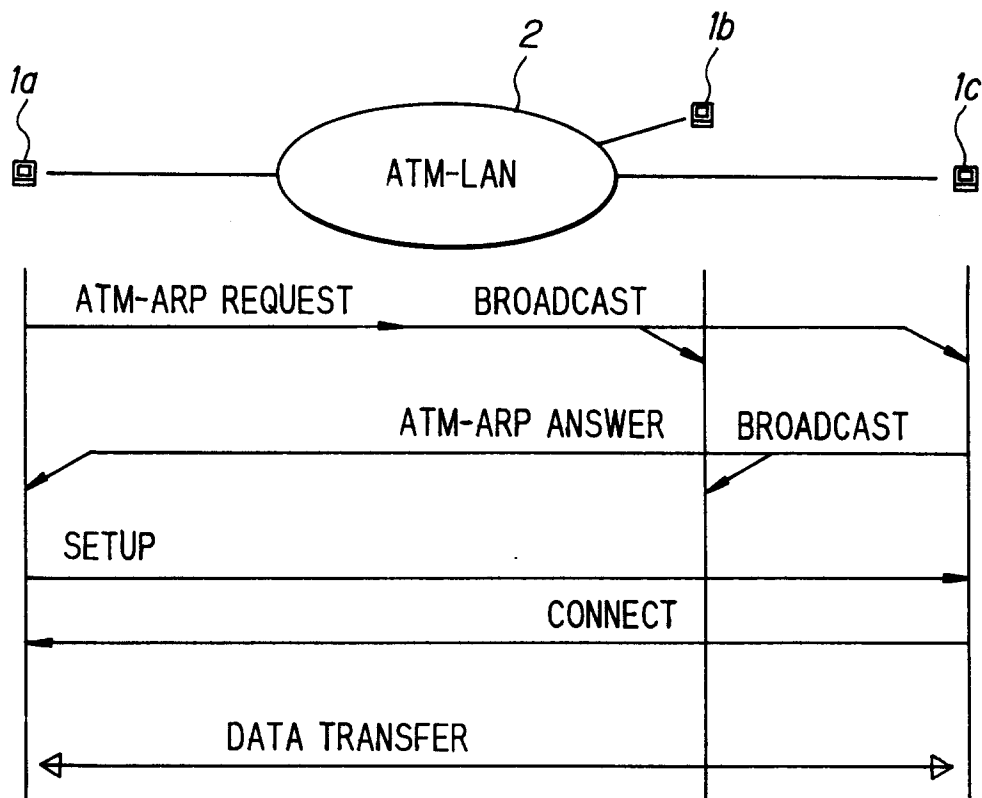 1a
2
1b
1c
ATM-LAN
ATM-ARP REQUEST
BROADCAST
ATM-ARP ANSWER
BROADCAST
SETUP
CONNECT
DATA TRANSFER